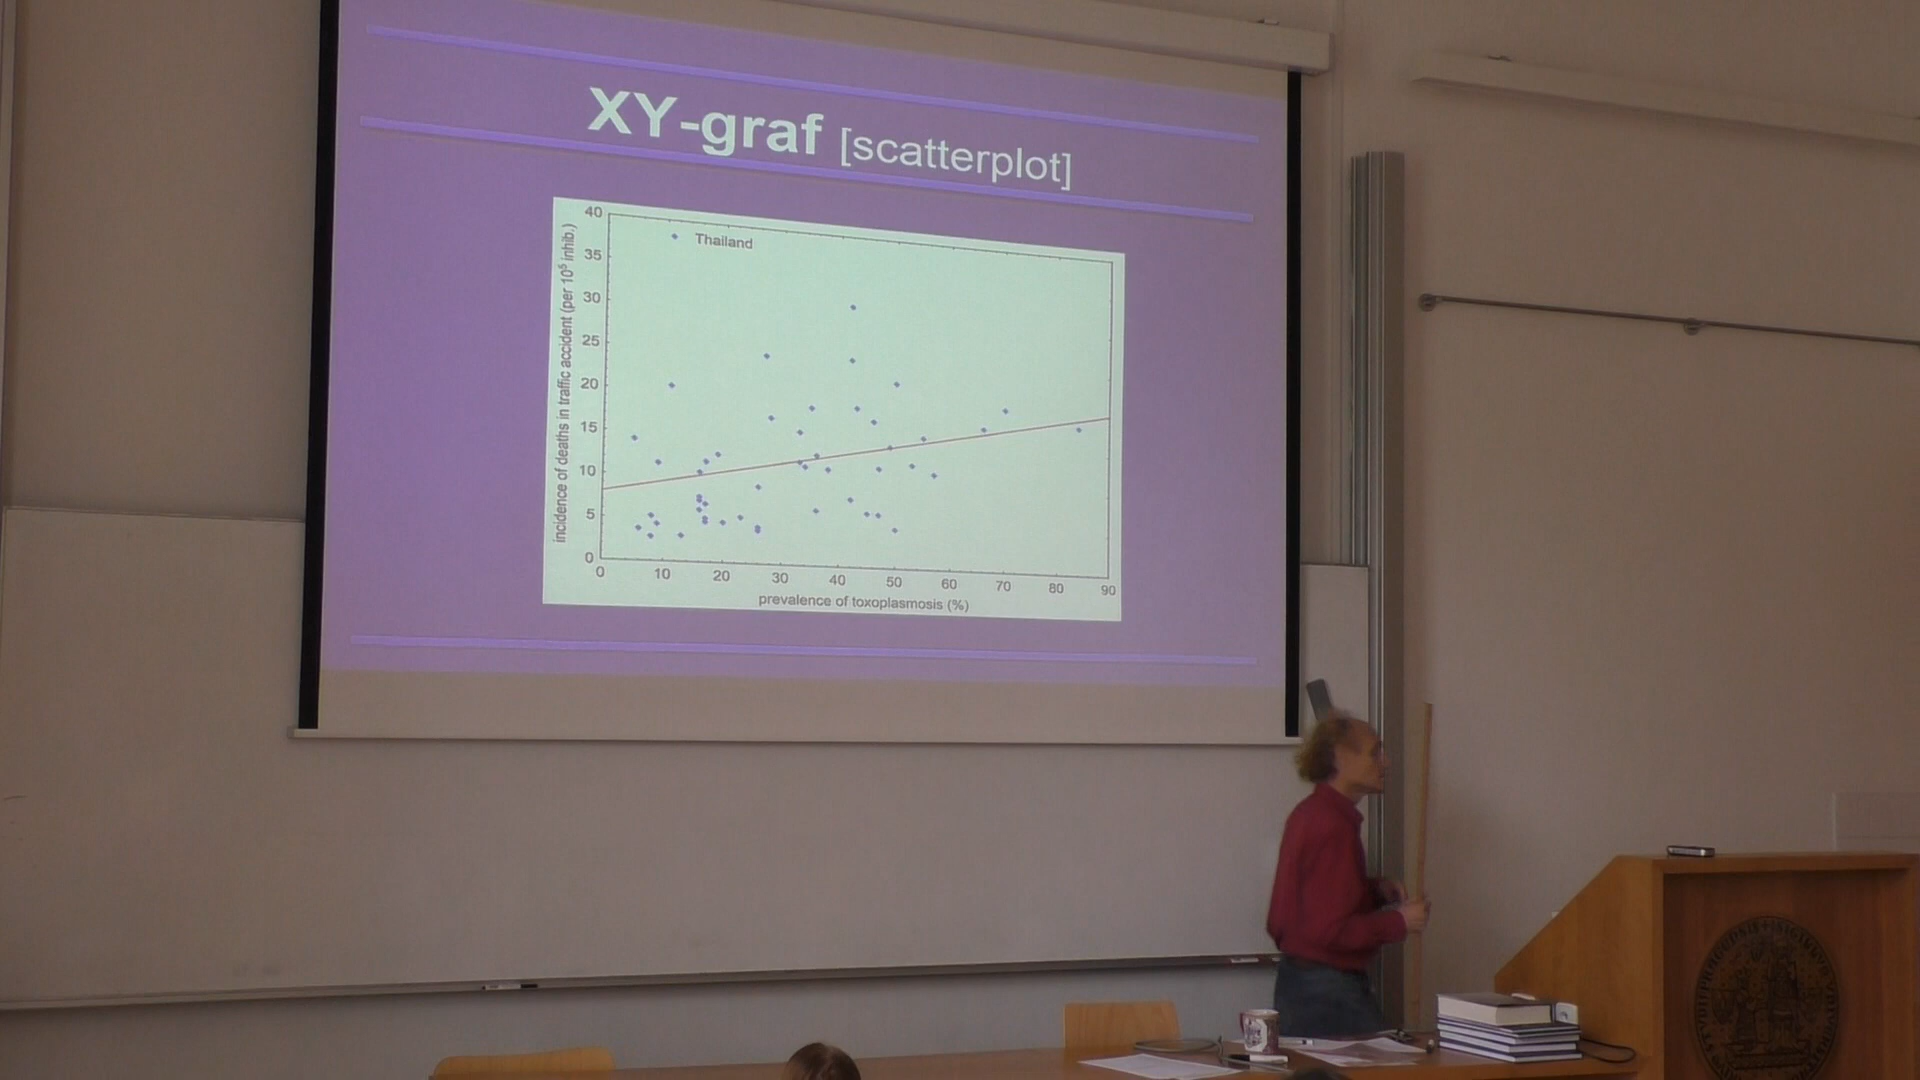 XY-graf [scatterplot]
Thailand
incidence of deaths in traffic accident (per 10⁵ inhib.)
40
35
30
25
20
15
10
5
0
0 10 20 30 40 50 60 70 80 90
prevalence of toxoplasmosis (%)